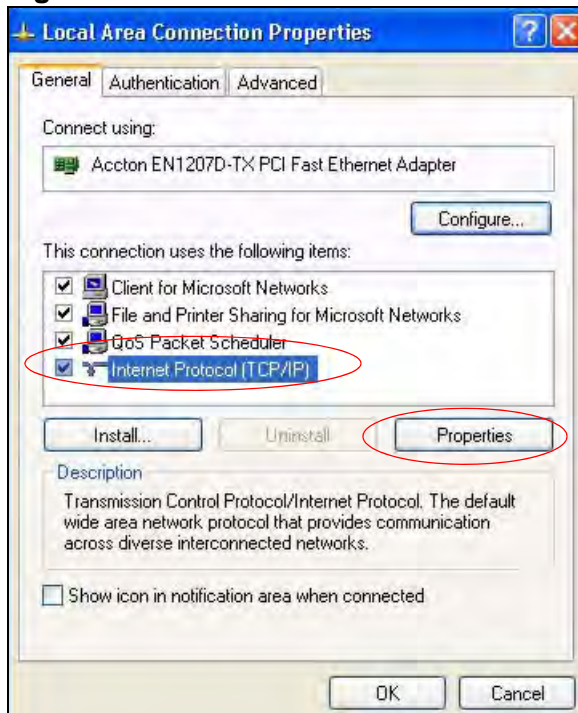 Local Area Connection Properties
General Authentication Advanced
Connect using:
Accton EN1207D-TX PCI Fast Ethernet Adapter
Configure...
This connection uses the following items:
Client for Microsoft Networks
File and Printer Sharing for Microsoft Networks
QoS Packet Scheduler
Internet Protocol (TCP/IP)
Install... Uninstall Properties
Description
Transmission Control Protocol/Internet Protocol. The default
wide area network protocol that provides communication
across diverse interconnected networks.
Show icon in notification area when connected
OK Cancel